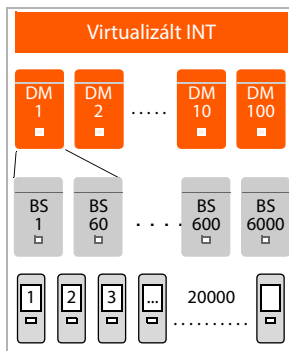 Virtualizált INT
DM 1
DM 2
.....
DM 10
DM 100
BS 1
BS 60
. . . .
BS 600
BS 6000
1
2
3
...
20000
..........